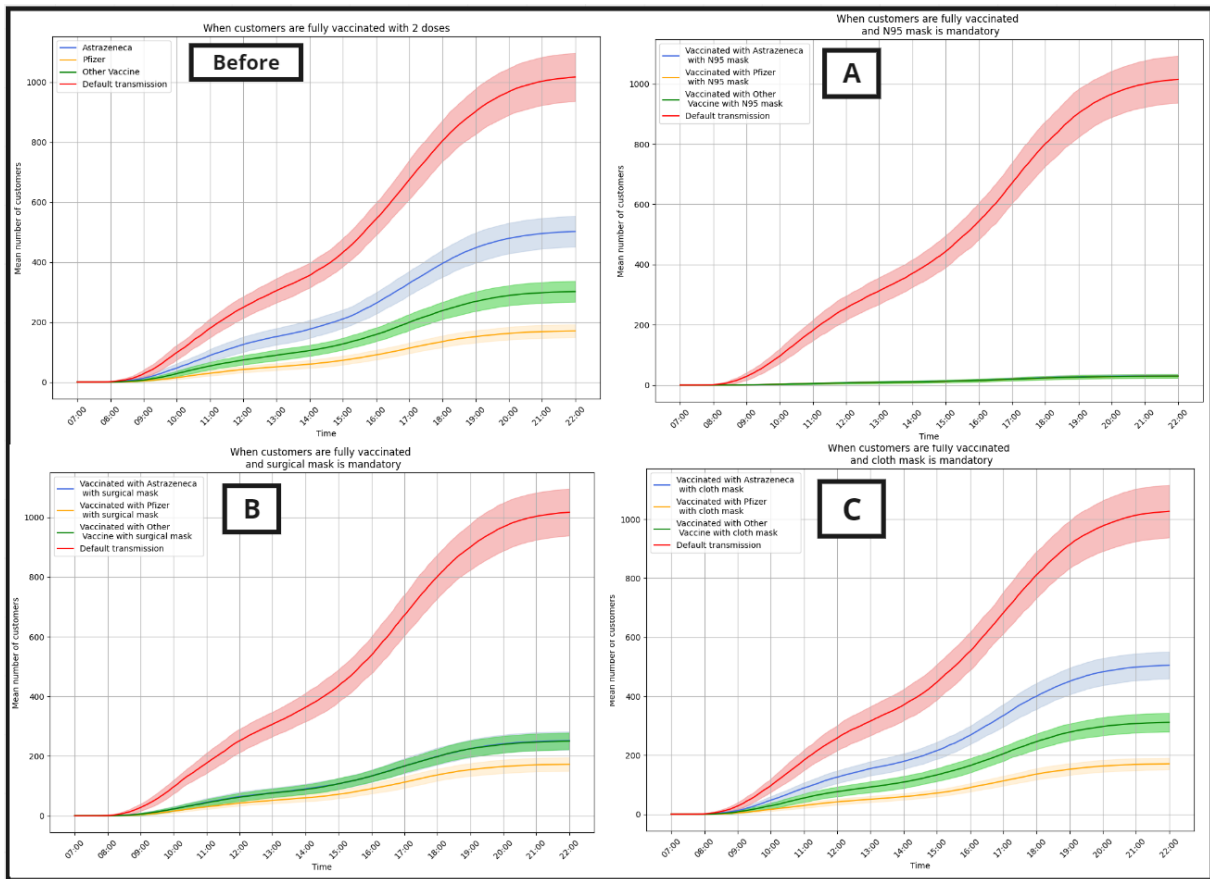 When customers are fully vaccinated with 2 doses
Before
Astrazeneca
Pfizer
Other Vaccine
Default transmission
Mean number of customers
1000
800
600
400
200
0
07:00 08:00 09:00 10:00 11:00 12:00 13:00 14:00 15:00 16:00 17:00 18:00 19:00 20:00 21:00 22:00
Time
When customers are fully vaccinated
and N95 mask is mandatory
A
Vaccinated with Astrazeneca
with N95 mask
Vaccinated with Pfizer
with N95 mask
Vaccinated with Other
Vaccine with N95 mask
Default transmission
Mean number of customers
1000
800
600
400
200
0
07:00 08:00 09:00 10:00 11:00 12:00 13:00 14:00 15:00 16:00 17:00 18:00 19:00 20:00 21:00 22:00
Time
When customers are fully vaccinated
and surgical mask is mandatory
B
Vaccinated with Astrazeneca
with surgical mask
Vaccinated with Pfizer
with surgical mask
Vaccinated with Other
Vaccine with surgical mask
Default transmission
Mean number of customers
1000
800
600
400
200
0
07:00 08:00 09:00 10:00 11:00 12:00 13:00 14:00 15:00 16:00 17:00 18:00 19:00 20:00 21:00 22:00
Time
When customers are fully vaccinated
and cloth mask is mandatory
C
Vaccinated with Astrazeneca
with cloth mask
Vaccinated with Pfizer
with cloth mask
Vaccinated with Other
Vaccine with cloth mask
Default transmission
Mean number of customers
1000
800
600
400
200
0
07:00 08:00 09:00 10:00 11:00 12:00 13:00 14:00 15:00 16:00 17:00 18:00 19:00 20:00 21:00 22:00
Time